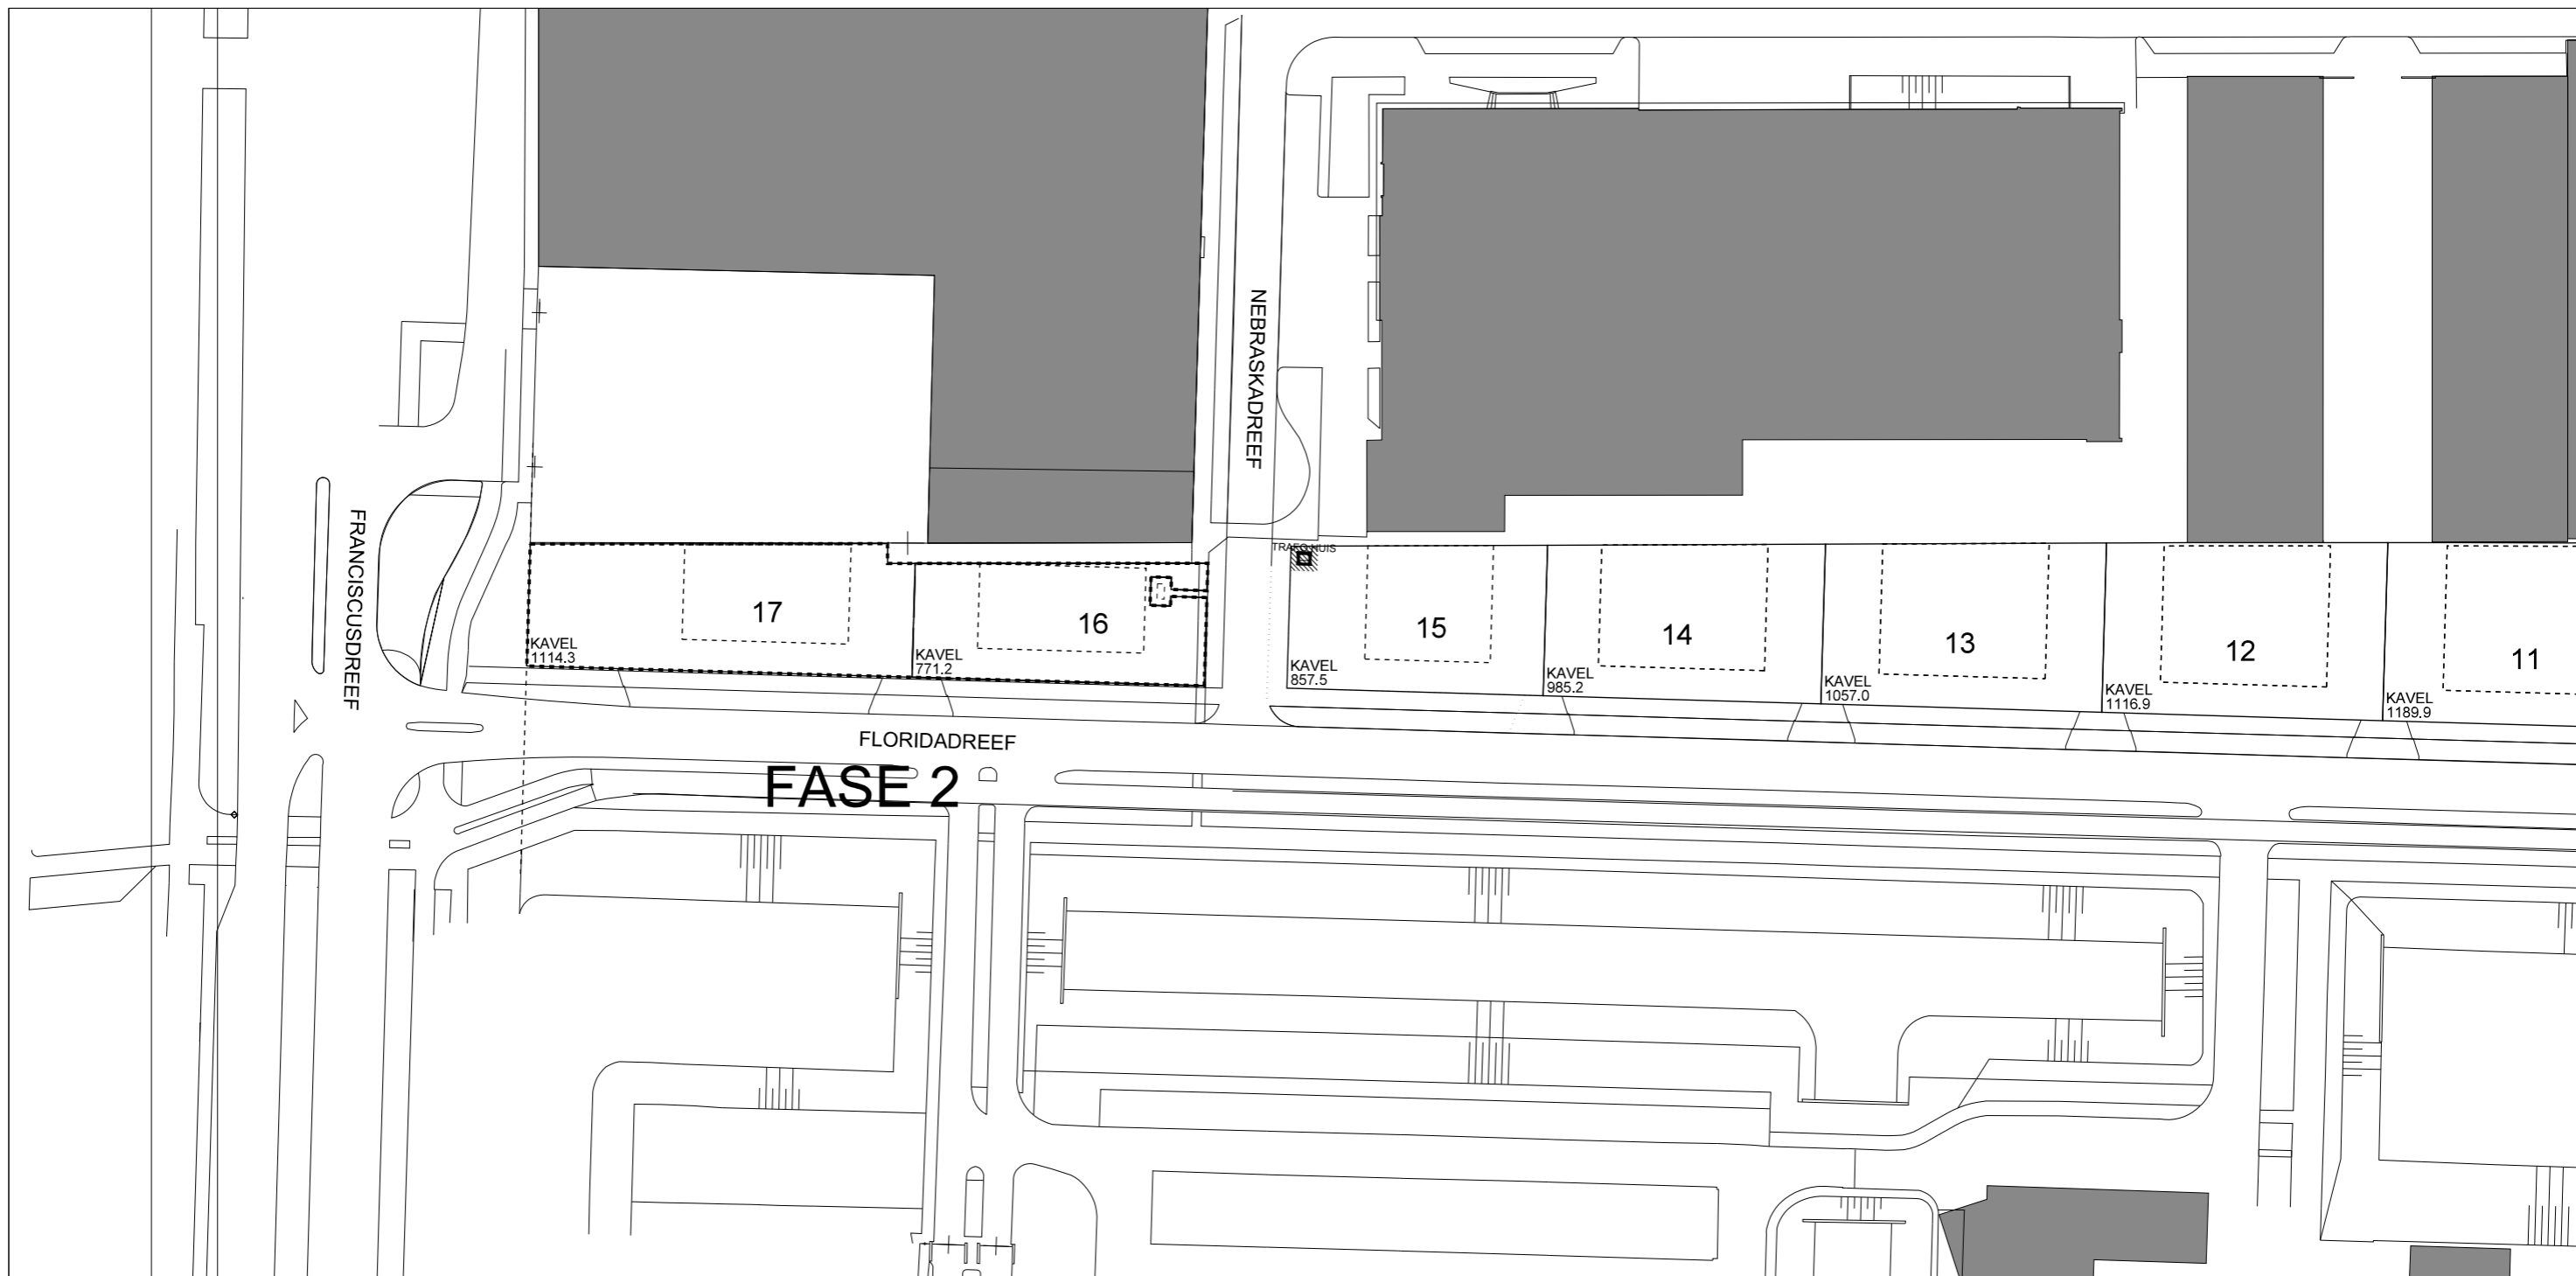 NEBRASKADREEF
FRANCISCUSDREEF
TRAFO HUIS
17
16
15
14
13
12
11
KAVEL
1114.3
KAVEL
771.2
KAVEL
857.5
KAVEL
985.2
KAVEL
1057.0
KAVEL
1116.9
KAVEL
1189.9
FLORIDADREEF
FASE 2